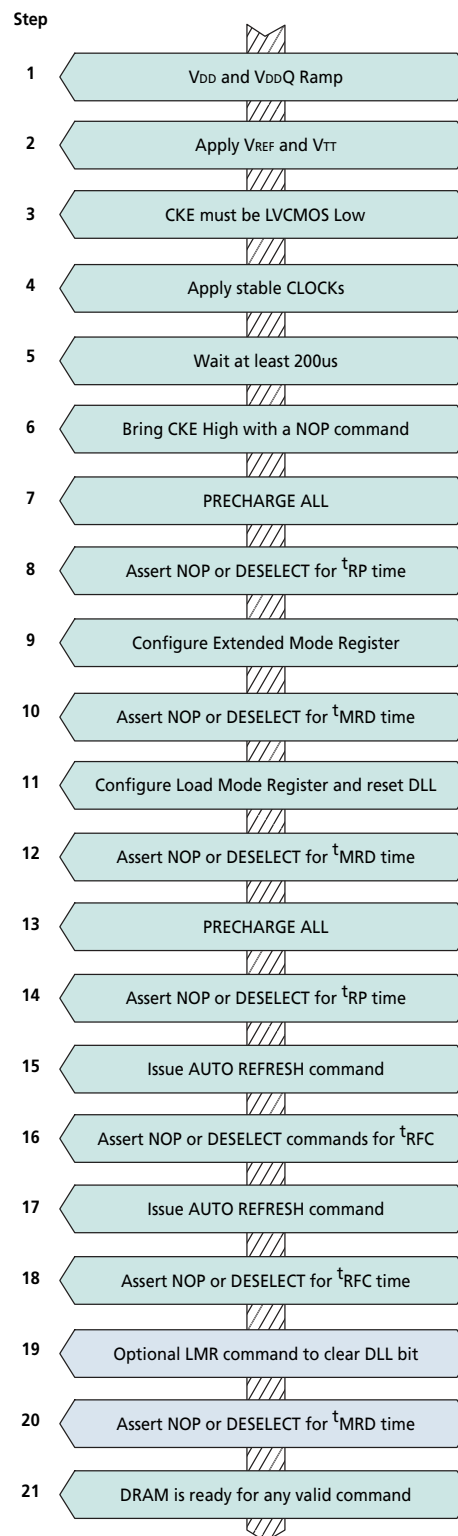 Step
1 VDD and VDDQ Ramp
2 Apply VREF and VTT
3 CKE must be LVCMOS Low
4 Apply stable CLOCKs
5 Wait at least 200us
6 Bring CKE High with a NOP command
7 PRECHARGE ALL
8 Assert NOP or DESELECT for tRP time
9 Configure Extended Mode Register
10 Assert NOP or DESELECT for tMRD time
11 Configure Load Mode Register and reset DLL
12 Assert NOP or DESELECT for tMRD time
13 PRECHARGE ALL
14 Assert NOP or DESELECT for tRP time
15 Issue AUTO REFRESH command
16 Assert NOP or DESELECT commands for tRFC
17 Issue AUTO REFRESH command
18 Assert NOP or DESELECT for tRFC time
19 Optional LMR command to clear DLL bit
20 Assert NOP or DESELECT for tMRD time
21 DRAM is ready for any valid command